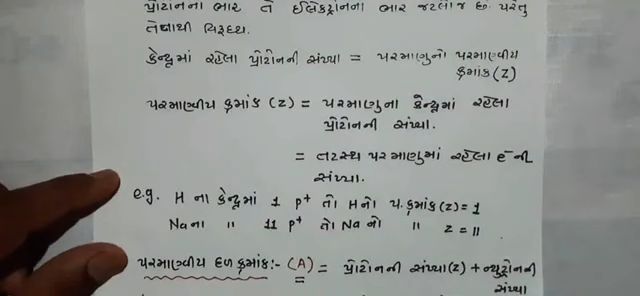 પ્રોટોનના ભાર તે ઈલેકટ્રોનના ભાર જેટલો જ છે. પરંતુ
તેનાથી વિરૂધ્ધ.
કેન્દ્રમાં રહેલા પ્રોટોનની સંખ્યા = પરમાણુનો પરમાણ્વીય
ક્રમાંક (Z)
પરમાણ્વીય ક્રમાંક (Z) = પરમાણુના કેન્દ્રમાં રહેલા
પ્રોટોનની સંખ્યા.
= તટસ્થ પરમાણુમાં રહેલા e⁻ની
સંખ્યા.
e.g. H ના કેન્દ્રમાં 1 p⁺ તો H નો પ. ક્રમાંક (z) = 1
Na ના " 11 p⁺ તો Na નો " z = 11
પરમાણ્વીય દળ ક્રમાંક:- (A) = પ્રોટોનની સંખ્યા(z) + ન્યુટ્રોનની
સંખ્યા